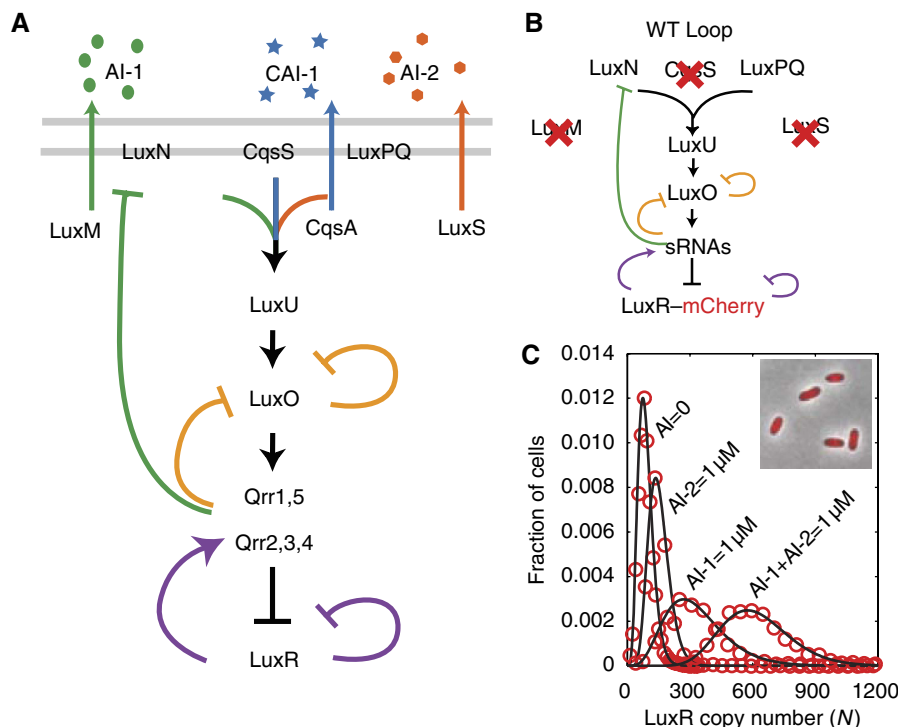 A
AI-1
CAI-1
AI-2
LuxN
CqsS
LuxPQ
LuxM
CqsA
LuxS
LuxU
LuxO
Qrr1,5
Qrr2,3,4
LuxR
B
WT Loop
LuxN
CqsS
LuxPQ
LuxM
LuxS
LuxU
LuxO
sRNAs
LuxR–mCherry
C
0.014
0.012
0.010
0.008
0.006
0.004
0.002
0
Fraction of cells
AI=0
AI-2=1 μM
AI-1=1 μM
AI-1+AI-2=1 μM
0 300 600 900 1200
LuxR copy number (N)